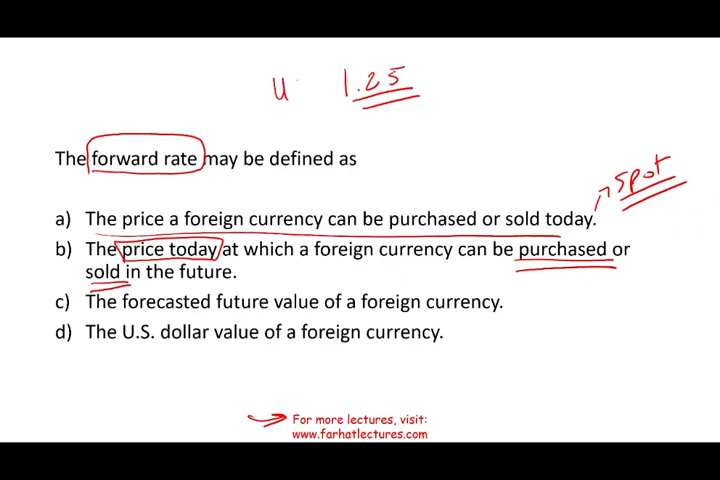 u 1.25
The forward rate may be defined as
spot
a) The price a foreign currency can be purchased or sold today.
b) The price today at which a foreign currency can be purchased or
sold in the future.
c) The forecasted future value of a foreign currency.
d) The U.S. dollar value of a foreign currency.
For more lectures, visit:
www.farhatlectures.com